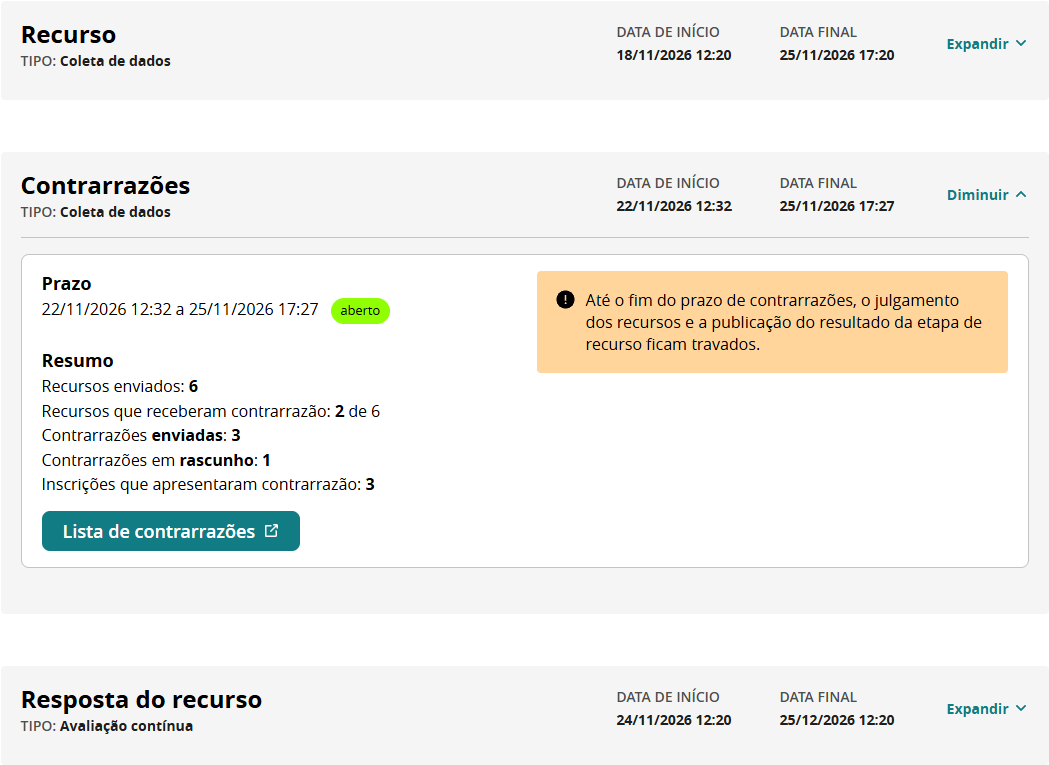 Recurso
TIPO: Coleta de dados
DATA DE INÍCIO
18/11/2026 12:20
DATA FINAL
25/11/2026 17:20
Expandir
Contrarrazões
TIPO: Coleta de dados
DATA DE INÍCIO
22/11/2026 12:32
DATA FINAL
25/11/2026 17:27
Diminuir
Prazo
22/11/2026 12:32 a 25/11/2026 17:27 aberto
Resumo
Recursos enviados: 6
Recursos que receberam contrarrazão: 2 de 6
Contrarrazões enviadas: 3
Contrarrazões em rascunho: 1
Inscrições que apresentaram contrarrazão: 3
Lista de contrarrazões
Até o fim do prazo de contrarrazões, o julgamento
dos recursos e a publicação do resultado da etapa de
recurso ficam travados.
Resposta do recurso
TIPO: Avaliação contínua
DATA DE INÍCIO
24/11/2026 12:20
DATA FINAL
25/12/2026 12:20
Expandir